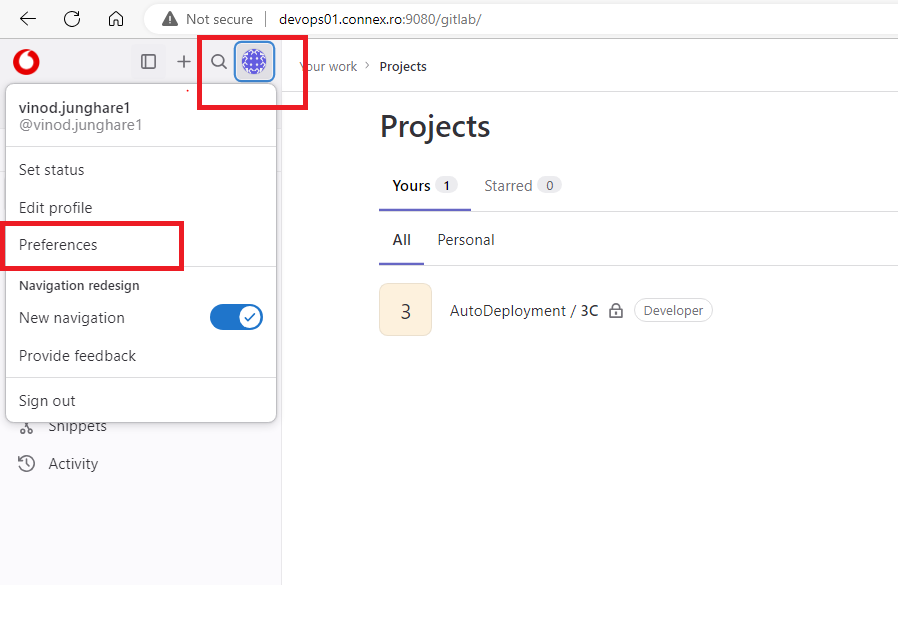 Not secure devops01.connex.ro:9080/gitlab/
Your work Projects
vinod.junghare1
@vinod.junghare1
Set status
Edit profile
Preferences
Navigation redesign
New navigation
Provide feedback
Sign out
Snippets
Activity
Projects
Yours 1 Starred 0
All Personal
3 AutoDeployment / 3C Developer